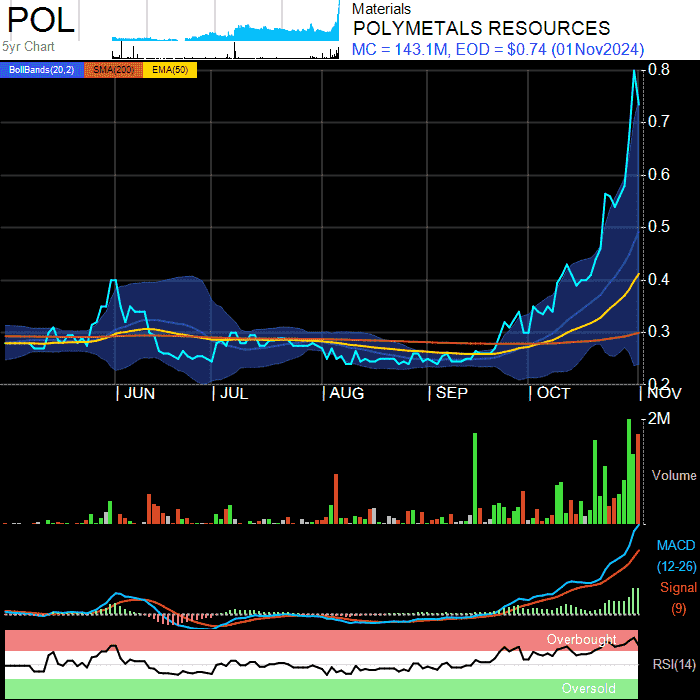 POL
5yr Chart
Materials
POLYMETALS RESOURCES
MC = 143.1M, EOD = $0.74 (01Nov2024)
BollBands(20,2) SMA(200) EMA(50)
0.8
0.7
0.6
0.5
0.4
0.3
0.2
| JUN | JUL | AUG | SEP | OCT | NOV
2M
Volume
MACD
(12-26)
Signal
(9)
Overbought
RSI(14)
Oversold